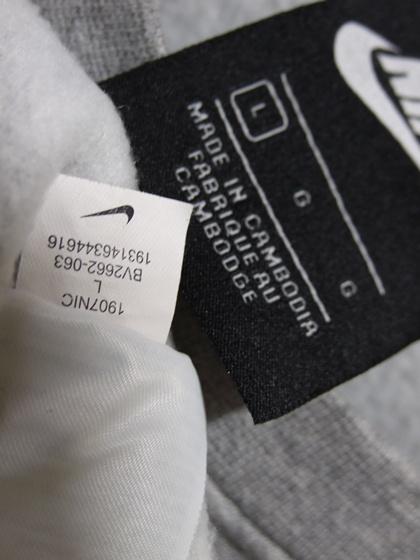 L
G
G
MADE IN CAMBODIA
FABRIQUE AU
CAMBODGE
1907NIC
L
BV2662-063
193146344616